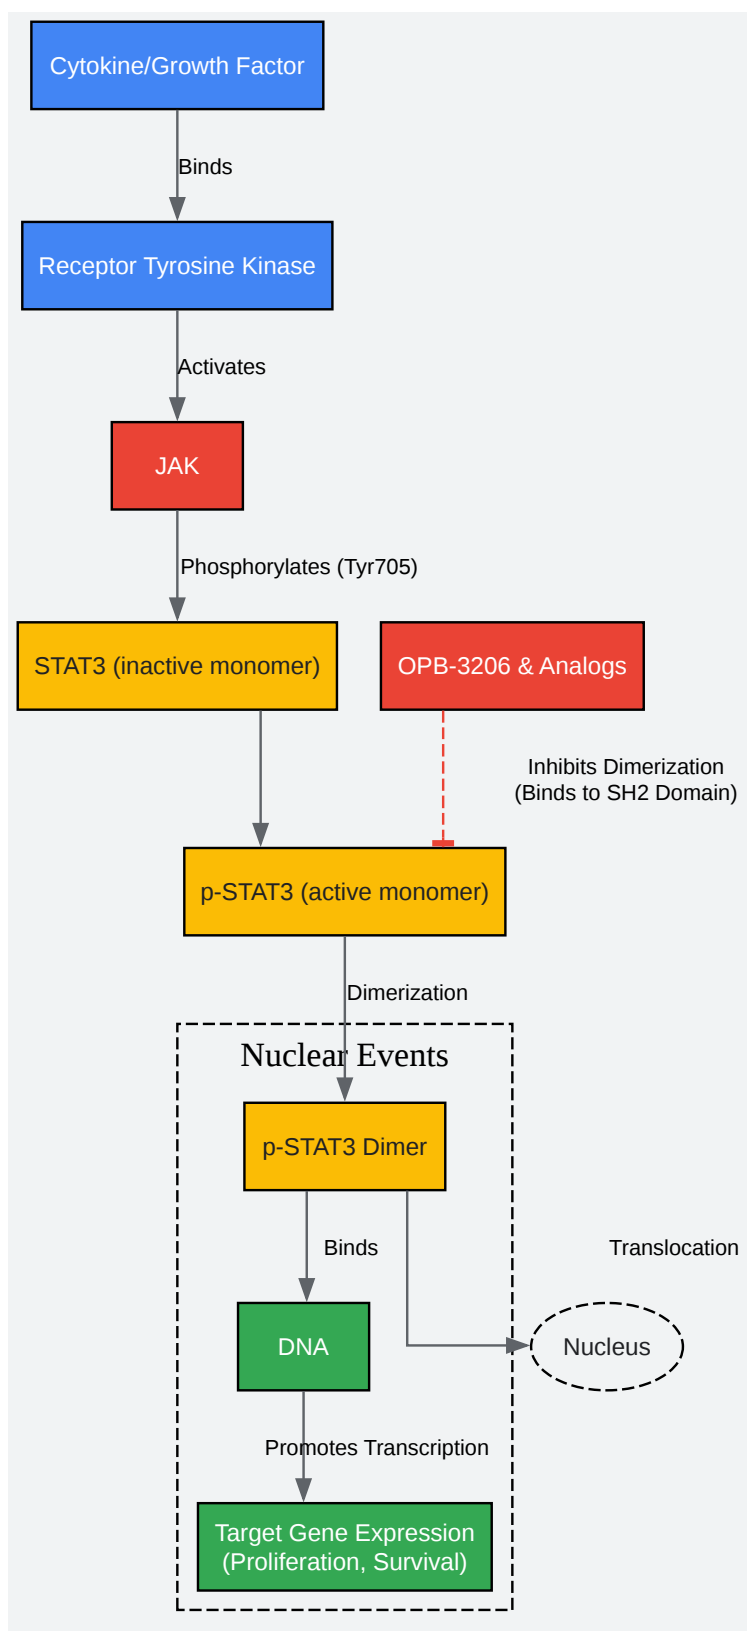 Cytokine/Growth Factor
Binds
Receptor Tyrosine Kinase
Activates
JAK
Phosphorylates (Tyr705)
STAT3 (inactive monomer)
OPB-3206 & Analogs
Inhibits Dimerization
(Binds to SH2 Domain)
p-STAT3 (active monomer)
Dimerization
Nuclear Events
p-STAT3 Dimer
Binds
Translocation
DNA
Nucleus
Promotes Transcription
Target Gene Expression
(Proliferation, Survival)